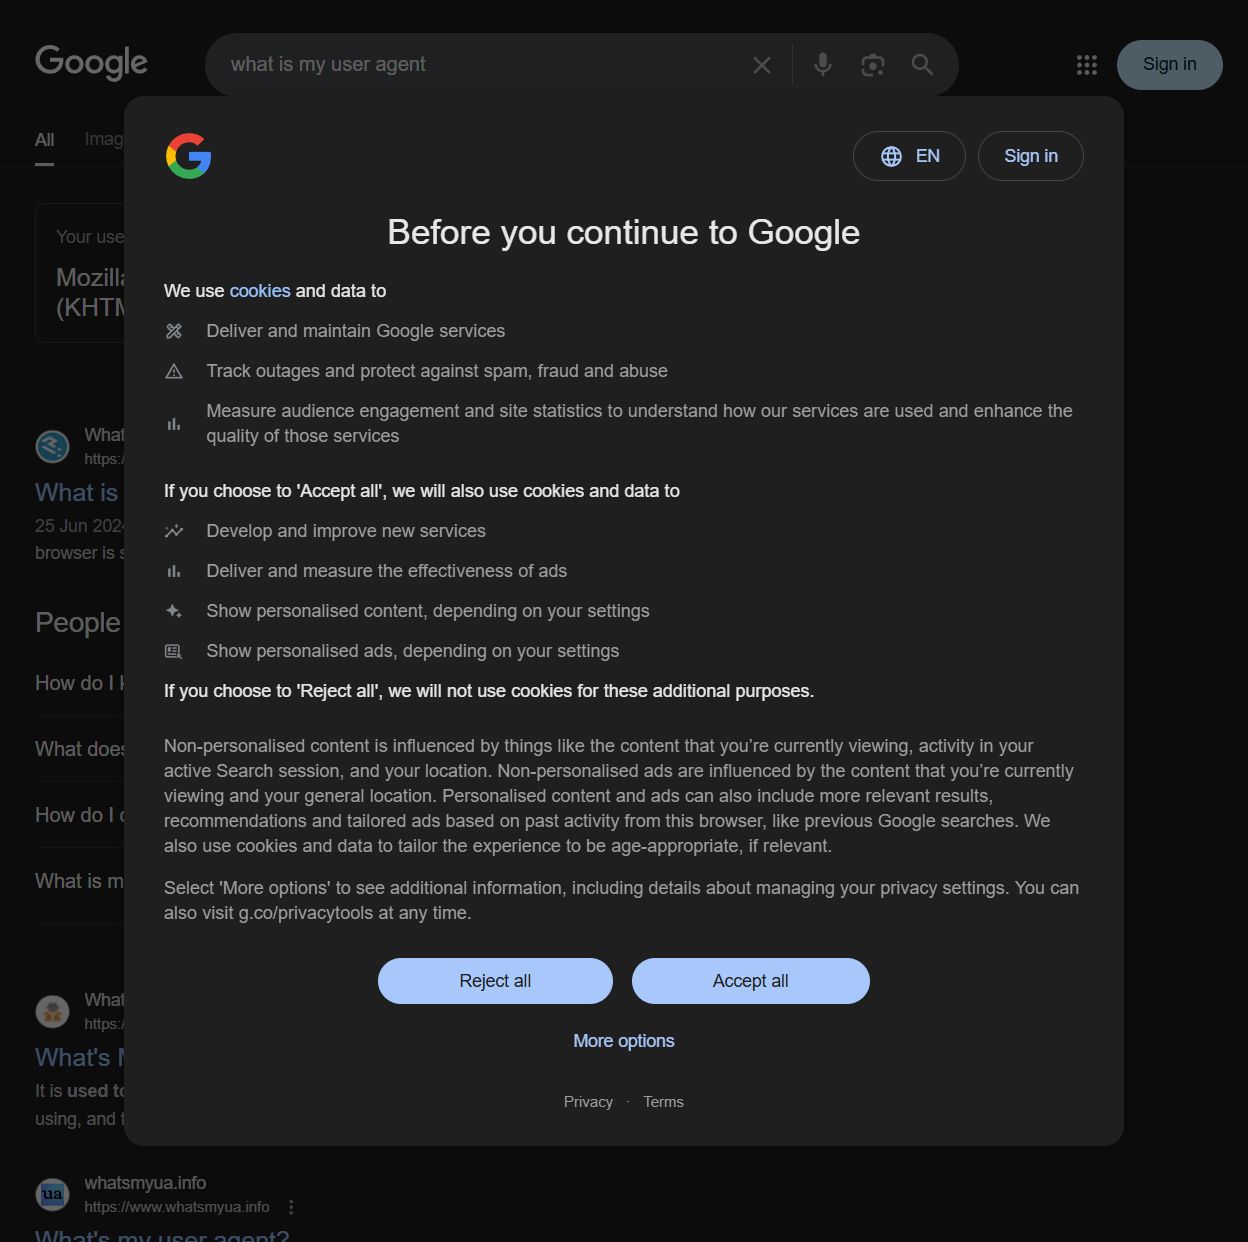 Google
what is my user agent
Sign in
All
Your use
Mozill
(KHTM
EN
Sign in
Before you continue to Google
We use cookies and data to
Deliver and maintain Google services
Track outages and protect against spam, fraud and abuse
Measure audience engagement and site statistics to understand how our services are used and enhance the
quality of those services
If you choose to 'Accept all', we will also use cookies and data to
Develop and improve new services
Deliver and measure the effectiveness of ads
Show personalised content, depending on your settings
Show personalised ads, depending on your settings
If you choose to 'Reject all', we will not use cookies for these additional purposes.
Non-personalised content is influenced by things like the content that you’re currently viewing, activity in your
active Search session, and your location. Non-personalised ads are influenced by the content that you’re currently
viewing and your general location. Personalised content and ads can also include more relevant results,
recommendations and tailored ads based on past activity from this browser, like previous Google searches. We
also use cookies and data to tailor the experience to be age-appropriate, if relevant.
Select 'More options' to see additional information, including details about managing your privacy settings. You can
also visit g.co/privacytools at any time.
Reject all
Accept all
More options
Privacy · Terms
What
https:/
What is
25 Jun 2024
browser is
People
How do I
What does
How do I
What is m
What
https:/
What's
It is used to
using, and
ua
whatsmyua.info
https://www.whatsmyua.info
What's my user agent?